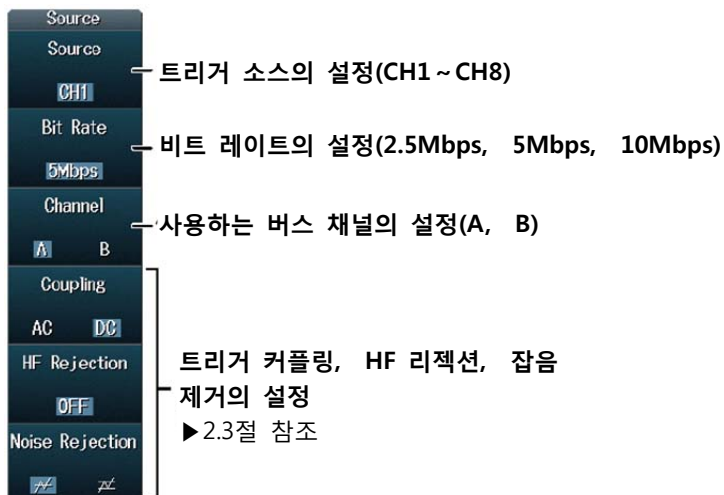 Source
Source
CH1
트리거 소스의 설정(CH1~CH8)
Bit Rate
5Mbps
비트 레이트의 설정(2.5Mbps, 5Mbps, 10Mbps)
Channel
A B
사용하는 버스 채널의 설정(A, B)
Coupling
AC DC
HF Rejection
OFF
Noise Rejection
트리거 커플링, HF 리젝션, 잡음
제거의 설정
▶2.3절 참조